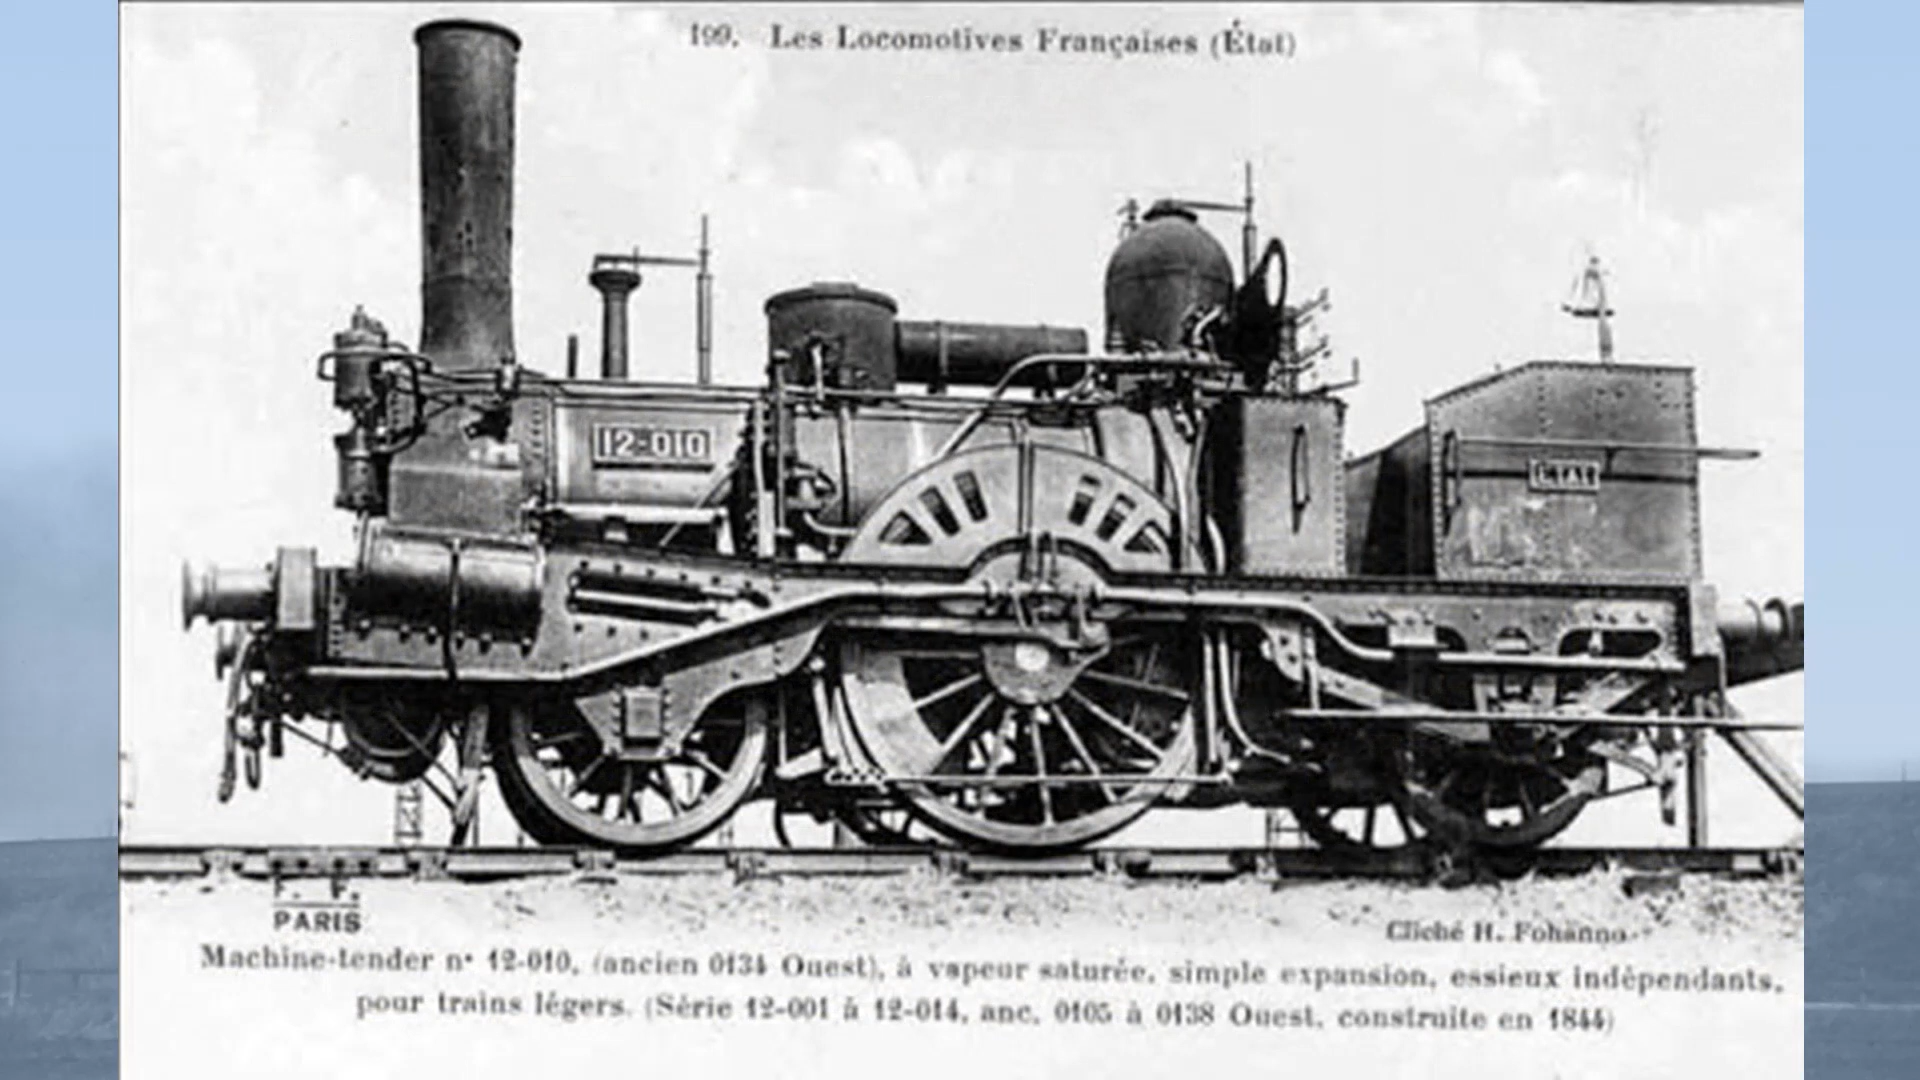 199. Les Locomotives Françaises (État)
12-010
ETAT
F. F.
PARIS
Cliché H. Fohanno
Machine-tender n° 12-010, (ancien 0134 Ouest), à vapeur saturée, simple expansion, essieux indépendants,
pour trains légers. (Série 12-001 à 12-014, anc. 0105 à 0138 Ouest, construite en 1844)